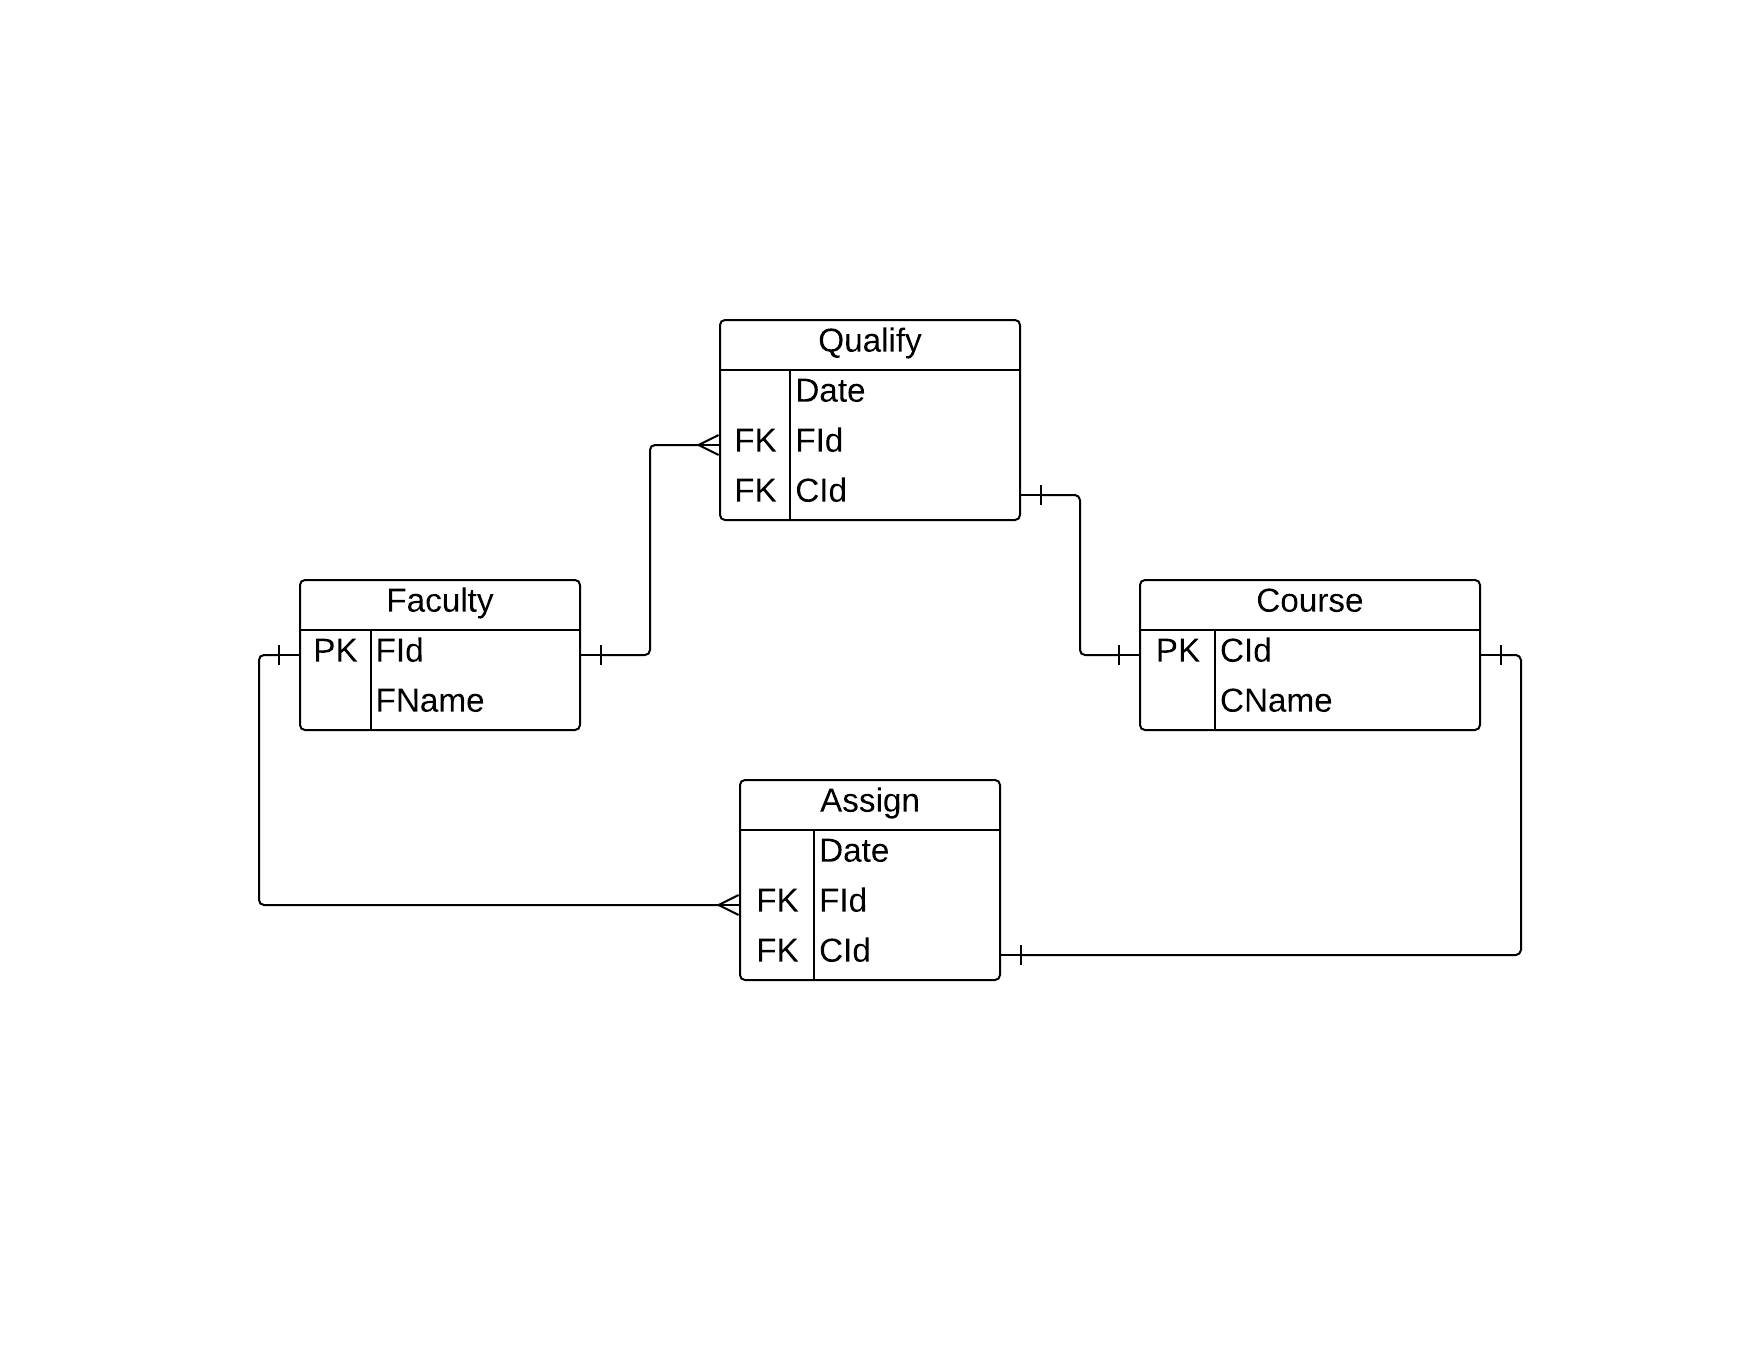 Qualify
Date
FK FId
FK CId
Faculty
PK FId
FName
Course
PK CId
CName
Assign
Date
FK FId
FK CId